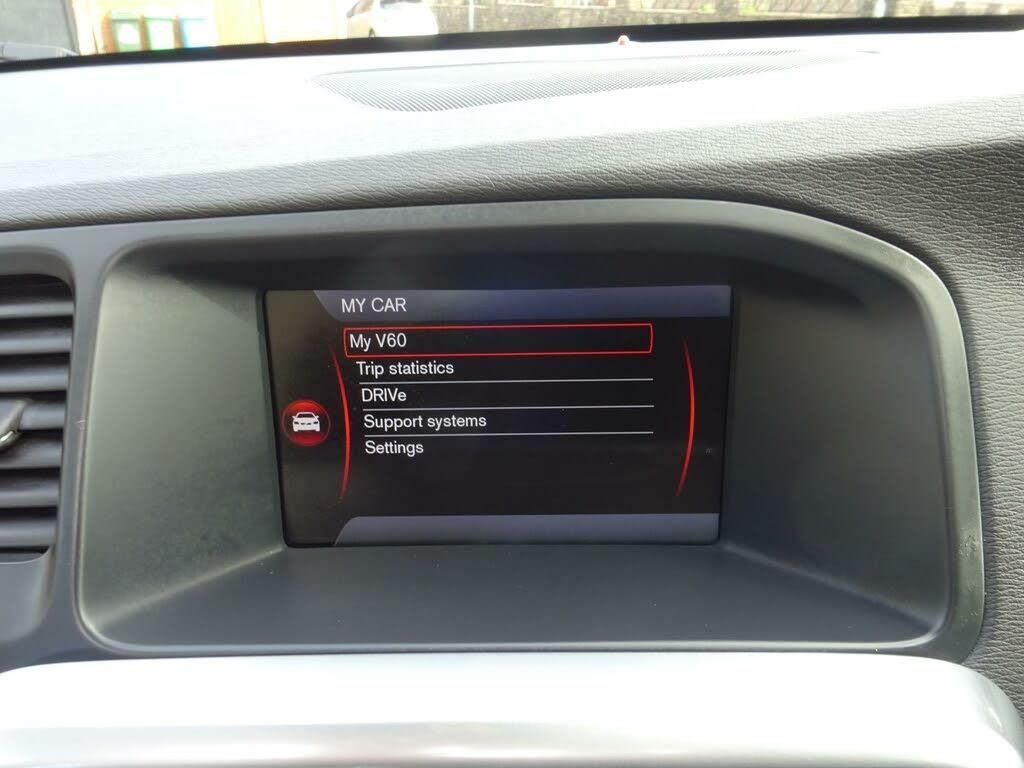 MY CAR
My V60
Trip statistics
DRIVe
Support systems
Settings